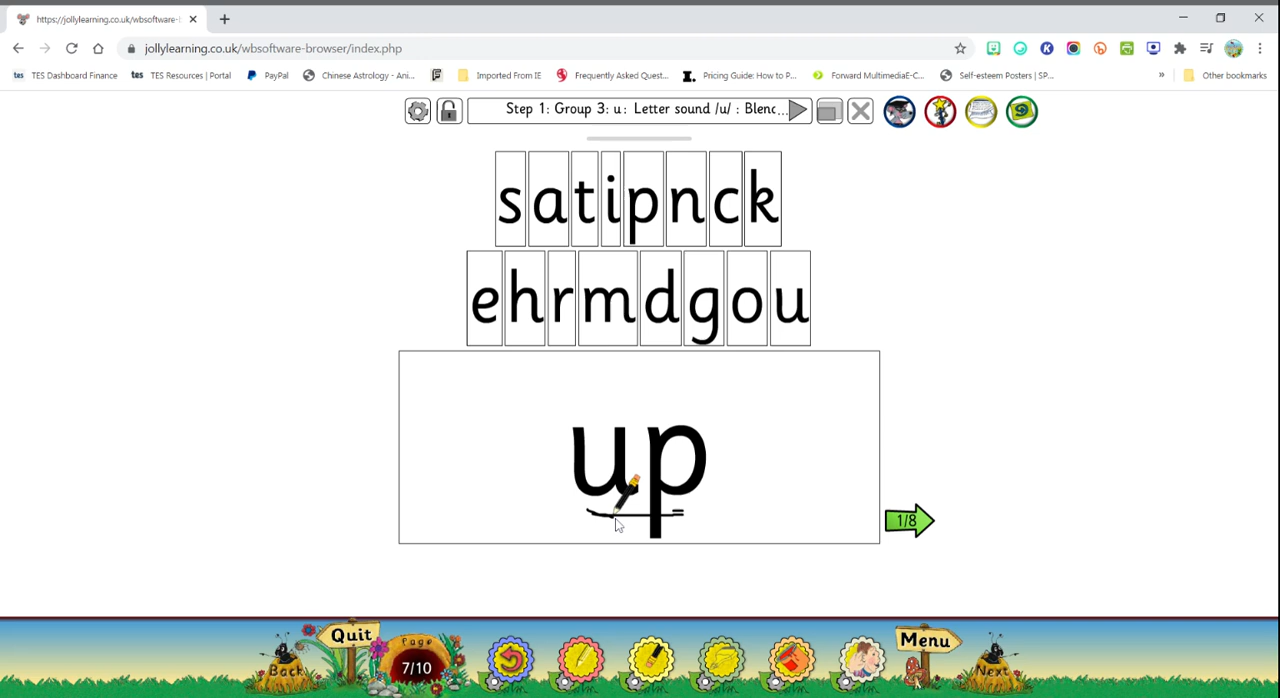 https://jollylearning.co.uk/wbsoftware-
jollylearning.co.uk/wbsoftware-browser/index.php
tes TES Dashboard Finance tes TES Resources | Portal PayPal Chinese Astrology - Ani... Imported From IE Frequently Asked Quest... Pricing Guide: How to P... Forward MultimediaE-C... Self-esteem Posters | SP... » Other bookmarks
Step 1: Group 3: u: Letter sound /u/ : Blenc...
s a t i p n c k
e h r m d g o u
up
1/8
Back Quit Page 7/10 Menu Next